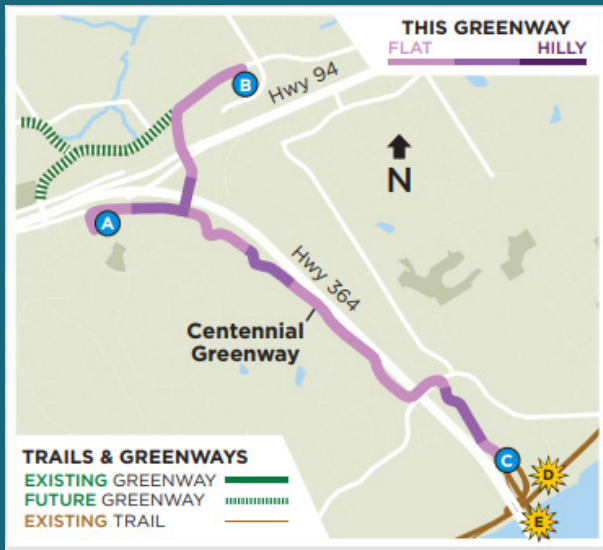 THIS GREENWAY
FLAT HILLY
B
Hwy 94
N
A
Hwy 364
Centennial
Greenway
C
D
E
TRAILS & GREENWAYS
EXISTING GREENWAY
FUTURE GREENWAY
EXISTING TRAIL